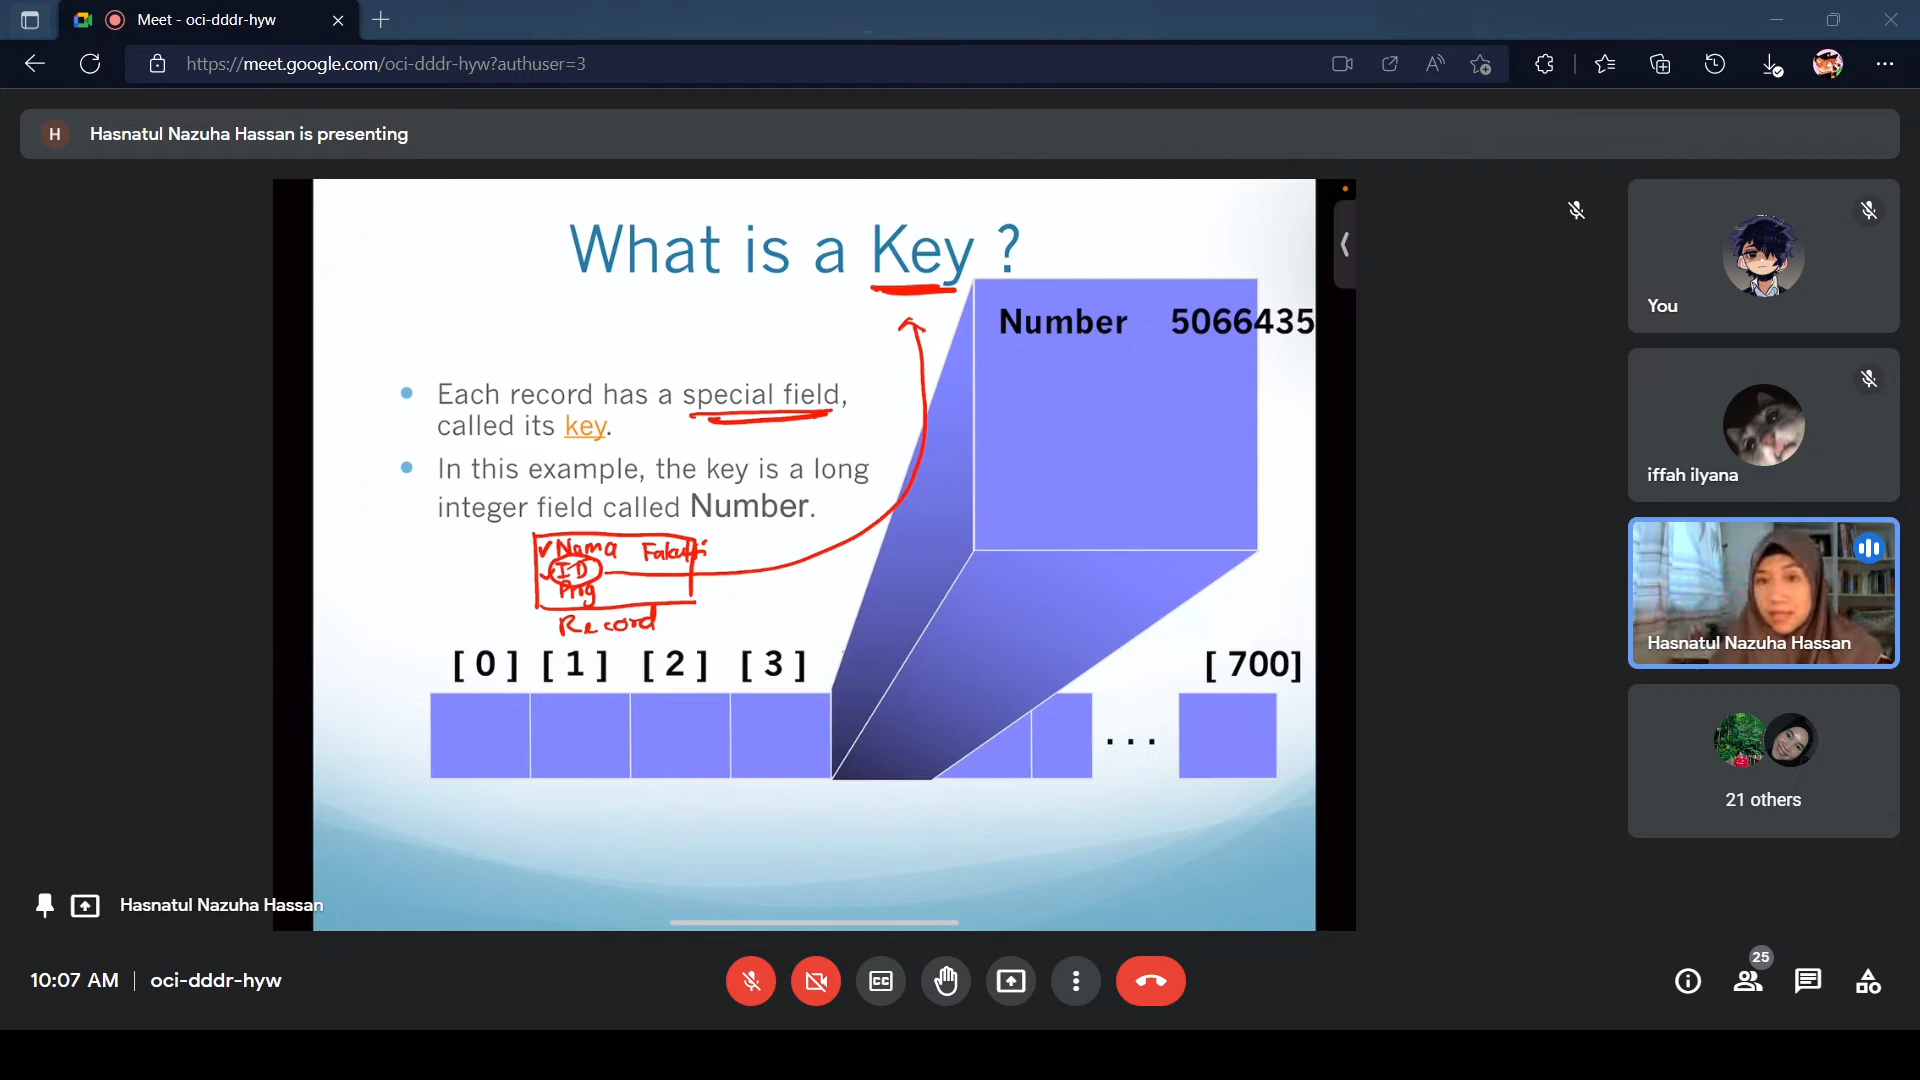 Meet - oci-dddr-hyw
https://meet.google.com/oci-dddr-hyw?authuser=3
H Hasnatul Nazuha Hassan is presenting
What is a Key ?
Number 5066435
Each record has a special field,
called its key.
In this example, the key is a long
integer field called Number.
Nama Fakulti
ID
Prog
Record
[ 0 ] [ 1 ] [ 2 ] [ 3 ] [ 700]
. . .
You
iffah ilyana
Hasnatul Nazuha Hassan
21 others
Hasnatul Nazuha Hassan
10:07 AM oci-dddr-hyw
25